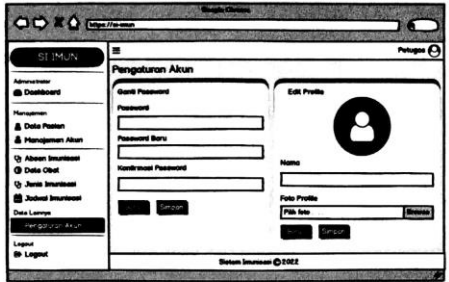 Google Chrome
https://si-imun
SI IMUN
Petugas
Administrator
Dashboard
Manajemen
Data Pasien
Manajemen Akun
Absen Imunisasi
Data Obat
Jenis Imunisasi
Jadwal Imunisasi
Data Lainnya
Pengaturan Akun
Logout
Logout
Pengaturan Akun
Ganti Password
Password
Password Baru
Konfirmasi Password
Simpan
Edit Profile
Nama
Foto Profile
Pilih foto
Browse
Simpan
Sistem Imunisasi © 2022